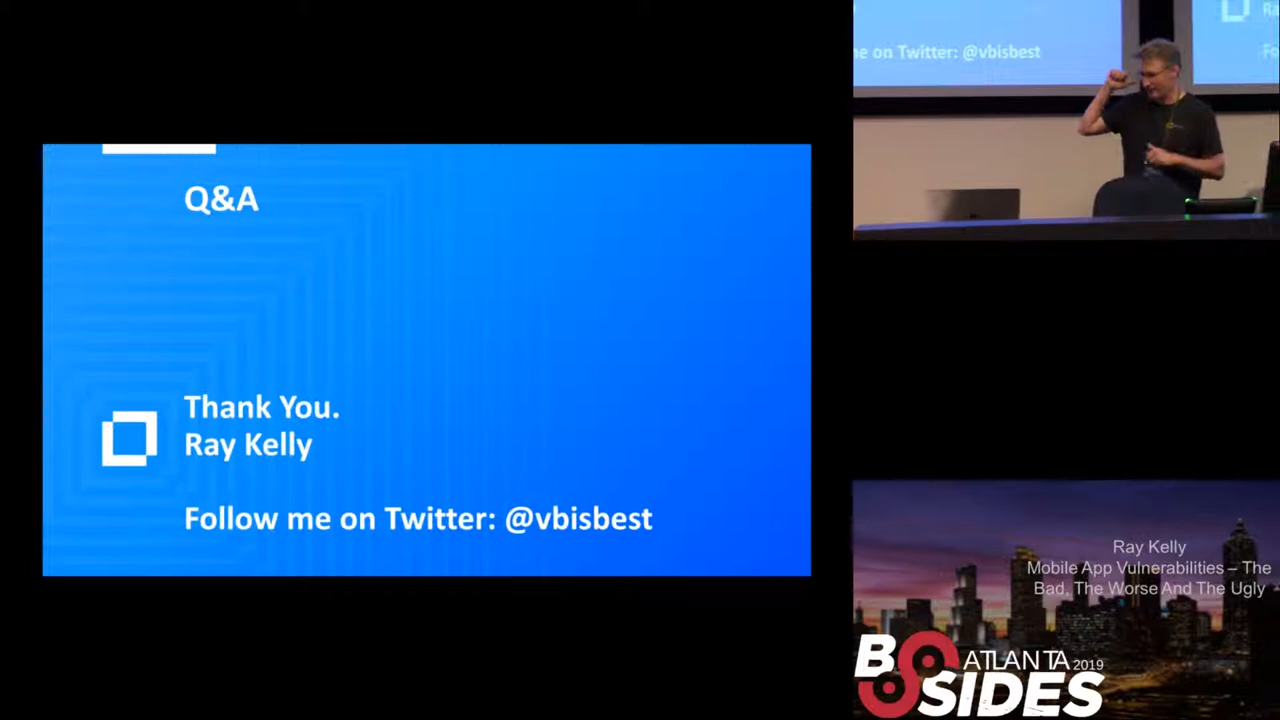 Q&A
Thank You.
Ray Kelly
Follow me on Twitter: @vbisbest
me on Twitter: @vbisbest
Ray Kelly
Mobile App Vulnerabilities – The
Bad, The Worse And The Ugly
B SIDES
ATLANTA 2019